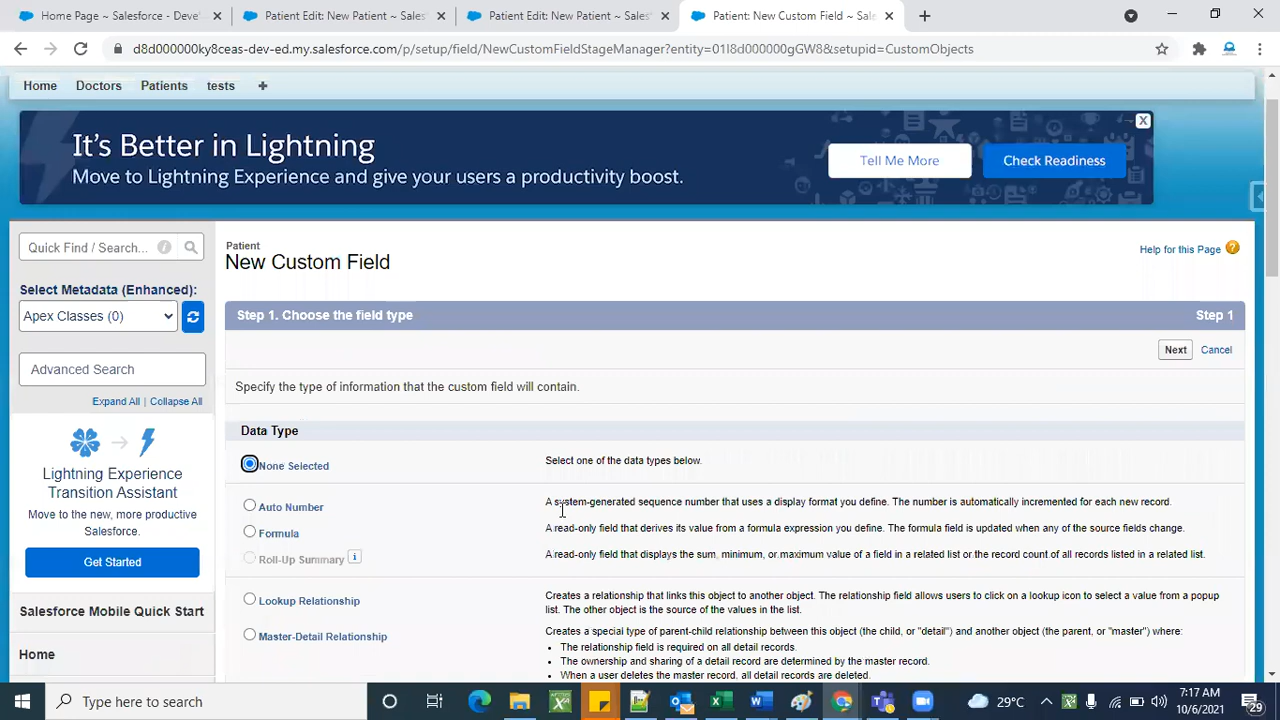 Home Page ~ Salesforce - Deve
Patient Edit: New Patient ~ Sales
Patient Edit: New Patient ~ Sales
Patient: New Custom Field ~ Sale
d8d000000ky8ceas-dev-ed.my.salesforce.com/p/setup/field/NewCustomFieldStageManager?entity=01I8d000000gGW8&setupid=CustomObjects
Home
Doctors
Patients
tests
+
It's Better in Lightning
Move to Lightning Experience and give your users a productivity boost.
Tell Me More
Check Readiness
X
Quick Find / Search...
Select Metadata (Enhanced):
Apex Classes (0)
Advanced Search
Expand All | Collapse All
Lightning Experience
Transition Assistant
Move to the new, more productive
Salesforce.
Get Started
Salesforce Mobile Quick Start
Home
Patient
New Custom Field
Help for this Page
Step 1. Choose the field type
Step 1
Next
Cancel
Specify the type of information that the custom field will contain.
Data Type
None Selected
Select one of the data types below.
Auto Number
A system-generated sequence number that uses a display format you define. The number is automatically incremented for each new record.
Formula
A read-only field that derives its value from a formula expression you define. The formula field is updated when any of the source fields change.
Roll-Up Summary
A read-only field that displays the sum, minimum, or maximum value of a field in a related list or the record count of all records listed in a related list.
Lookup Relationship
Creates a relationship that links this object to another object. The relationship field allows users to click on a lookup icon to select a value from a popup
list. The other object is the source of the values in the list.
Master-Detail Relationship
Creates a special type of parent-child relationship between this object (the child, or "detail") and another object (the parent, or "master") where:
• The relationship field is required on all detail records.
• The ownership and sharing of a detail record are determined by the master record.
• When a user deletes the master record, all detail records are deleted.
Type here to search
29°C
7:17 AM
10/6/2021
29